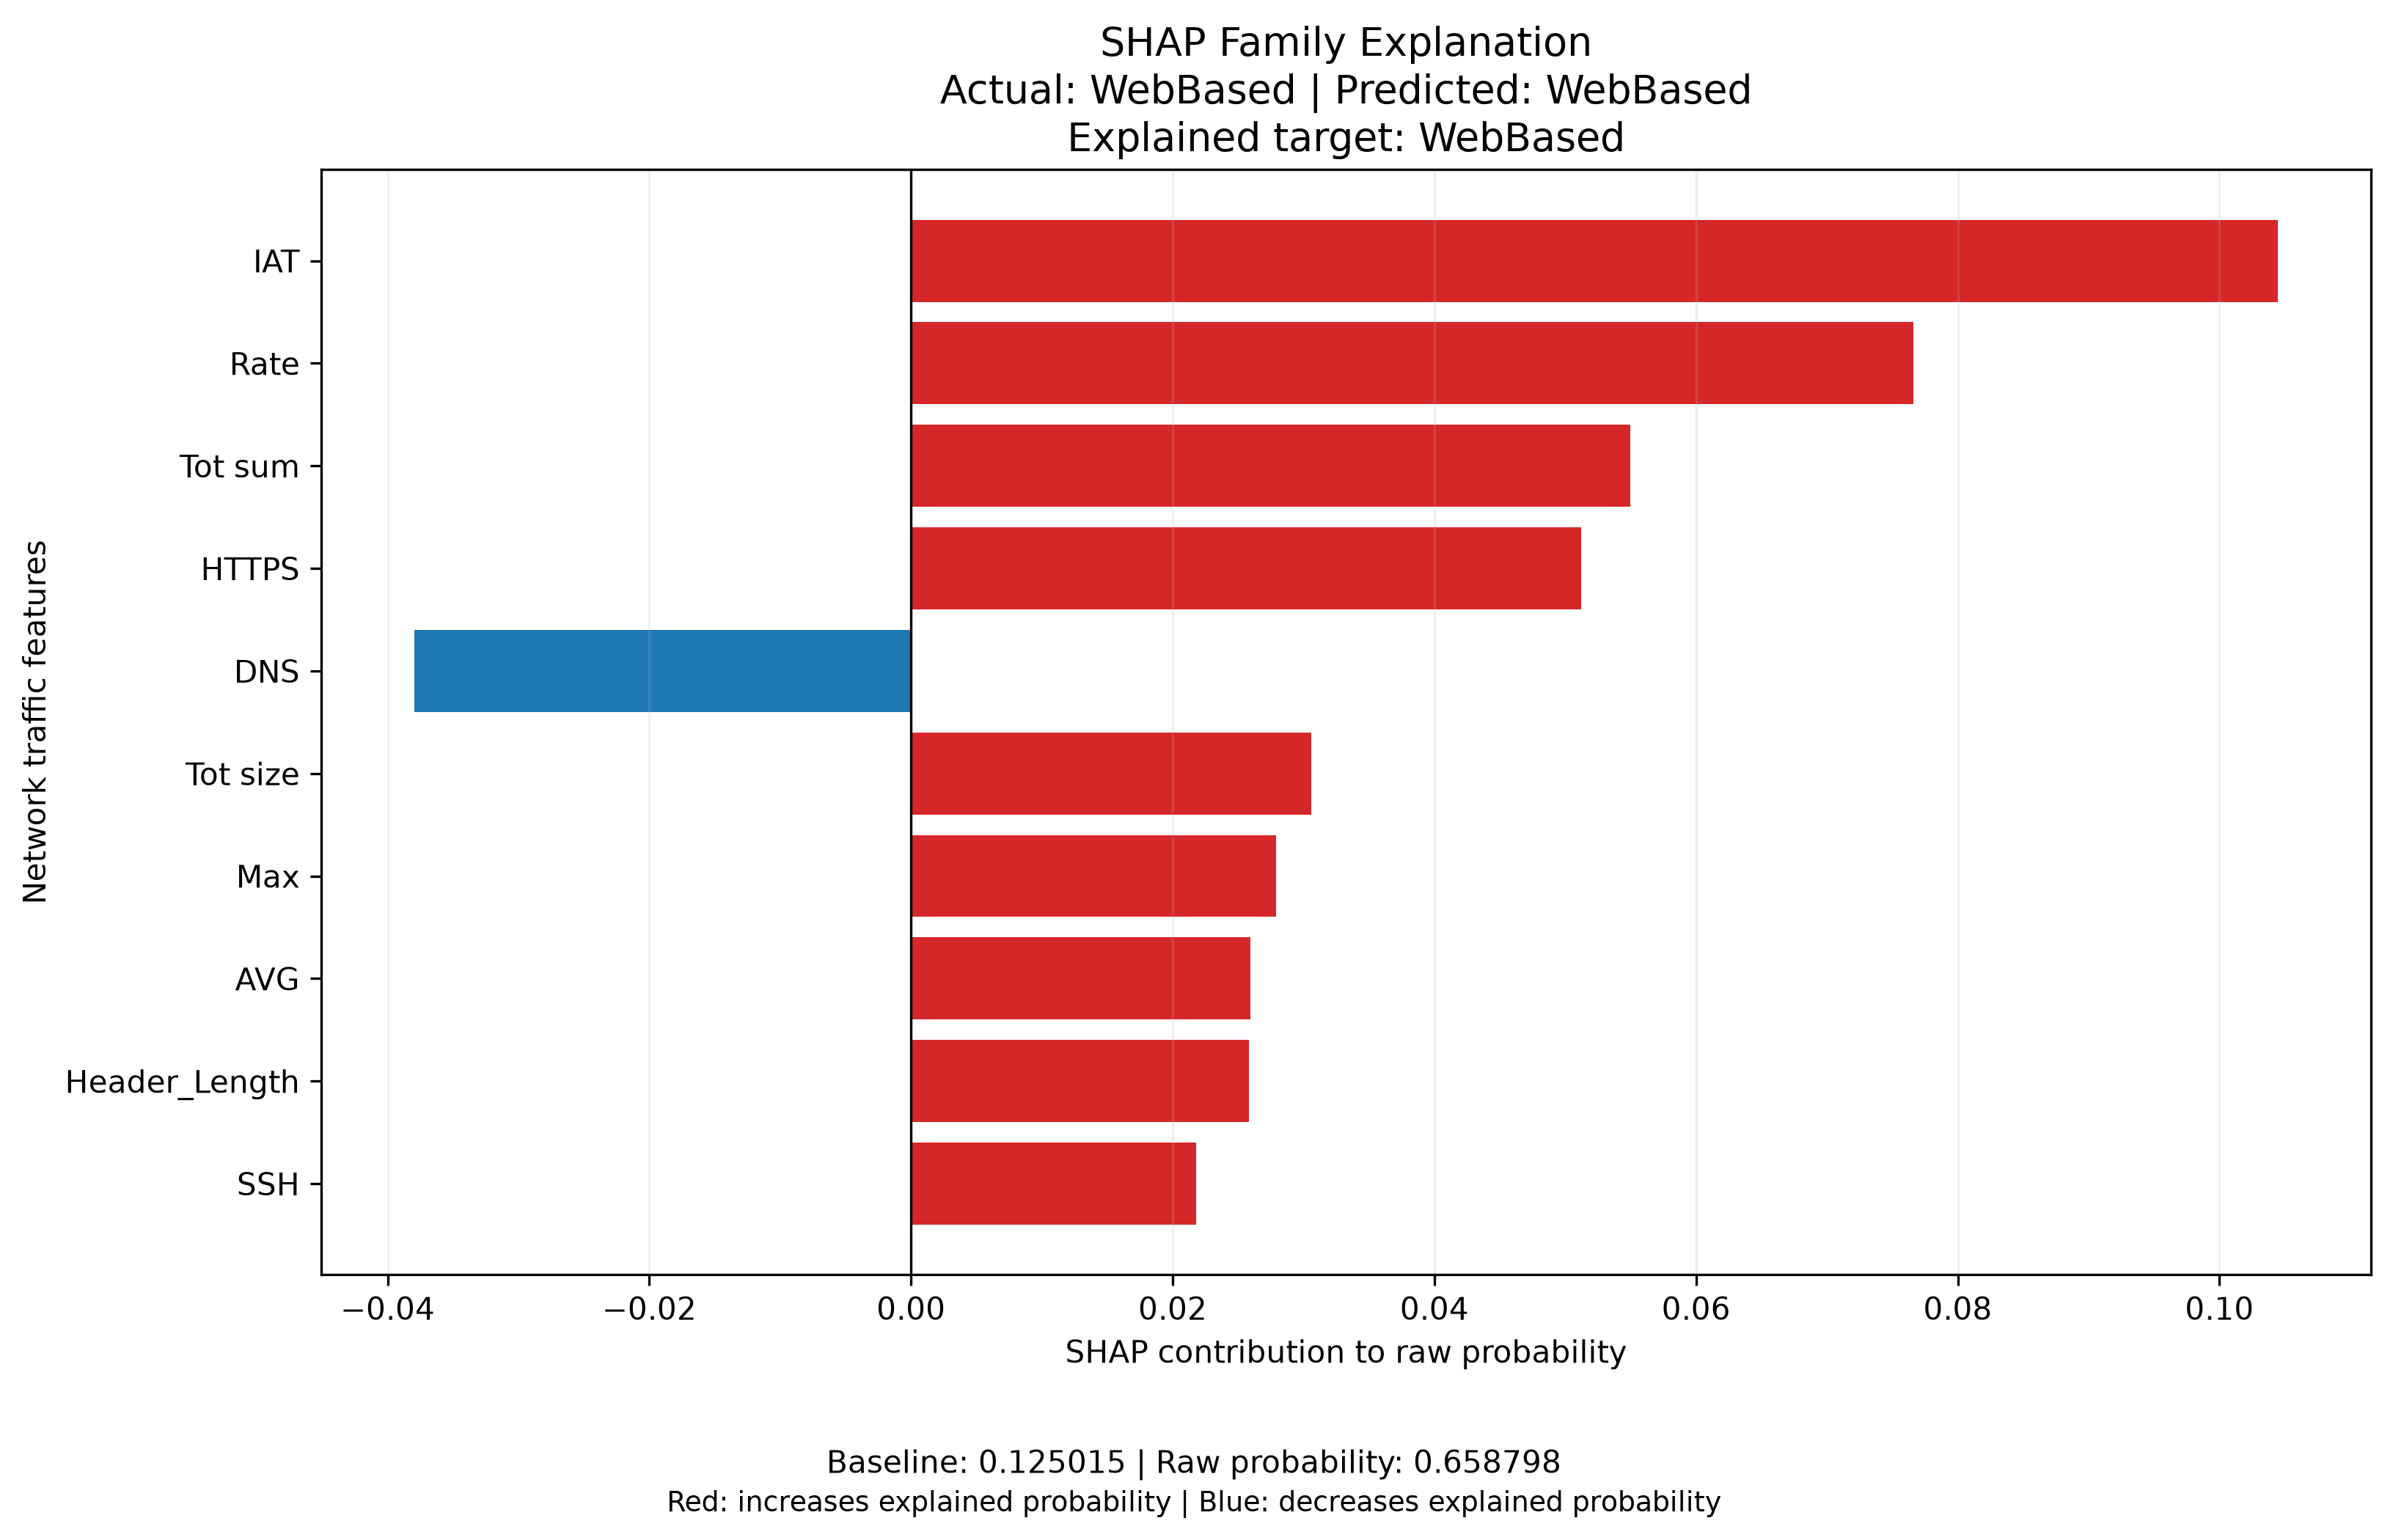 SHAP Family Explanation
Actual: WebBased | Predicted: WebBased
Explained target: WebBased
Network traffic features
IAT
Rate
Tot sum
HTTPS
DNS
Tot size
Max
AVG
Header_Length
SSH
−0.04 −0.02 0.00 0.02 0.04 0.06 0.08 0.10
SHAP contribution to raw probability
Baseline: 0.125015 | Raw probability: 0.658798
Red: increases explained probability | Blue: decreases explained probability